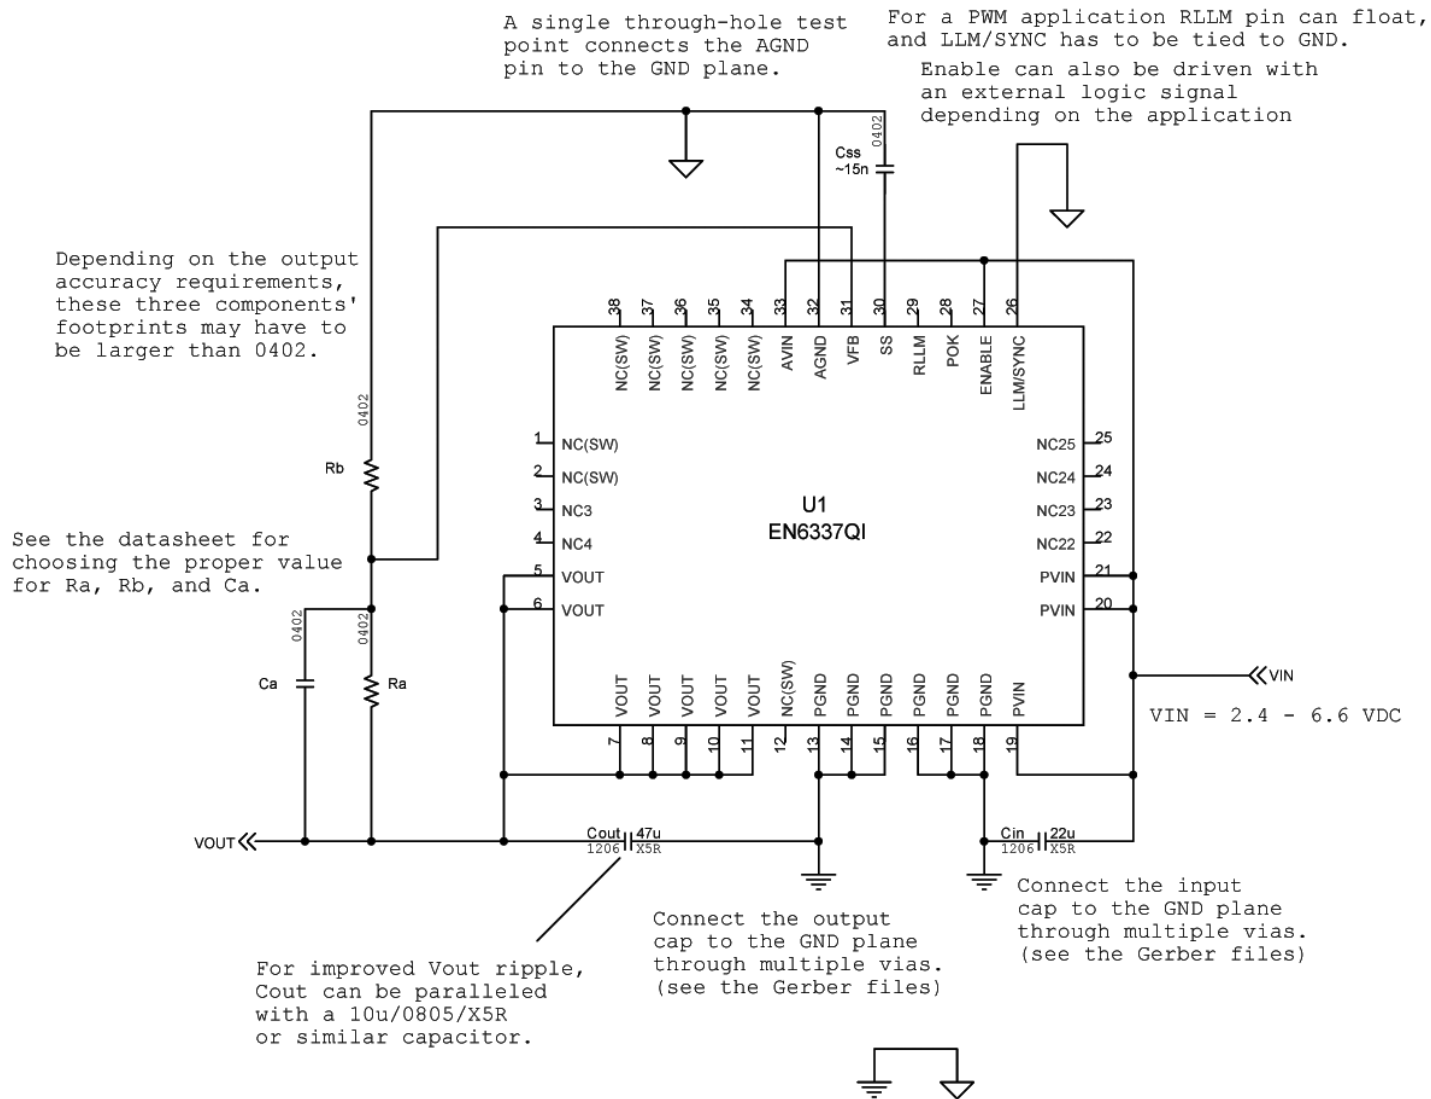 A single through-hole test
point connects the AGND
pin to the GND plane.
For a PWM application RLLM pin can float,
and LLM/SYNC has to be tied to GND.
Enable can also be driven with
an external logic signal
depending on the application
0402
Css
~15n
Depending on the output
accuracy requirements,
these three components'
footprints may have to
be larger than 0402.
38
37
36
35
34
33
32
31
30
29
28
27
26
NC(SW)
NC(SW)
NC(SW)
NC(SW)
NC(SW)
AVIN
AGND
VFB
SS
RLLM
POK
ENABLE
LLM/SYNC
0402
Rb
1 NC(SW)
2 NC(SW)
3 NC3
4 NC4
5 VOUT
6 VOUT
U1
EN6337QI
NC25 25
NC24 24
NC23 23
NC22 22
PVIN 21
PVIN 20
See the datasheet for
choosing the proper value
for Ra, Rb, and Ca.
0402
0402
Ca
Ra
VOUT
VOUT
VOUT
VOUT
VOUT
NC(SW)
PGND
PGND
PGND
PGND
PGND
PGND
PVIN
7
8
9
10
11
12
13
14
15
16
17
18
19
VIN
VIN = 2.4 - 6.6 VDC
VOUT
Cout 47u
1206 X5R
Cin 22u
1206 X5R
Connect the input
cap to the GND plane
through multiple vias.
(see the Gerber files)
Connect the output
cap to the GND plane
through multiple vias.
(see the Gerber files)
For improved Vout ripple,
Cout can be paralleled
with a 10u/0805/X5R
or similar capacitor.